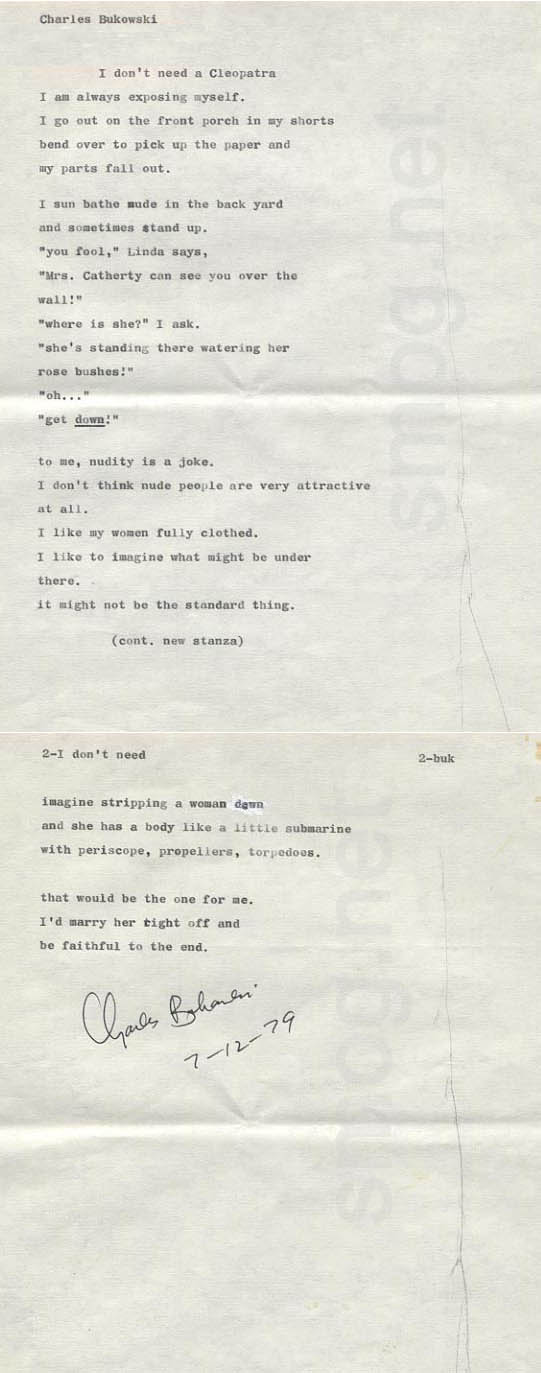 Charles Bukowski
I don't need a Cleopatra
I am always exposing myself.
I go out on the front porch in my shorts
bend over to pick up the paper and
my parts fall out.
I sun bathe nude in the back yard
and sometimes stand up.
"you fool," Linda says,
"Mrs. Catherty can see you over the
wall!"
"where is she?" I ask.
"she's standing there watering her
rose bushes!"
"oh..."
"get down!"
to me, nudity is a joke.
I don't think nude people are very attractive
at all.
I like my women fully clothed.
I like to imagine what might be under
there.
it might not be the standard thing.
(cont. new stanza)
2-I don't need
2-buk
imagine stripping a woman down
and she has a body like a little submarine
with periscope, propellers, torpedoes.
that would be the one for me.
I'd marry her right off and
be faithful to the end.
Charles Bukowski
7-12-79
smog.net
smog.net